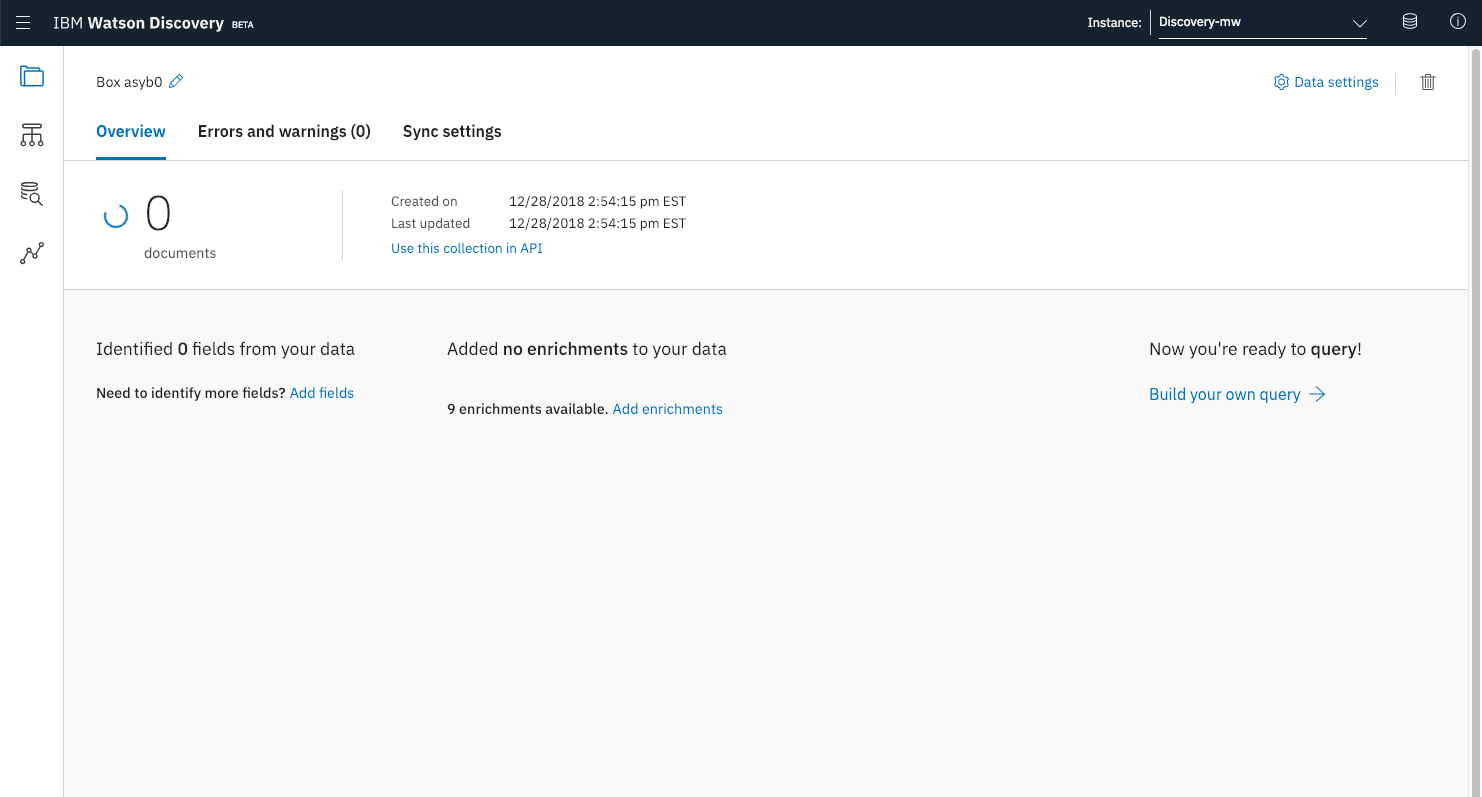 IBM Watson Discovery BETA
Instance: Discovery-mw
Box asyb0
Data settings
Overview Errors and warnings (0) Sync settings
0
documents
Created on 12/28/2018 2:54:15 pm EST
Last updated 12/28/2018 2:54:15 pm EST
Use this collection in API
Identified 0 fields from your data
Need to identify more fields? Add fields
Added no enrichments to your data
9 enrichments available. Add enrichments
Now you're ready to query!
Build your own query